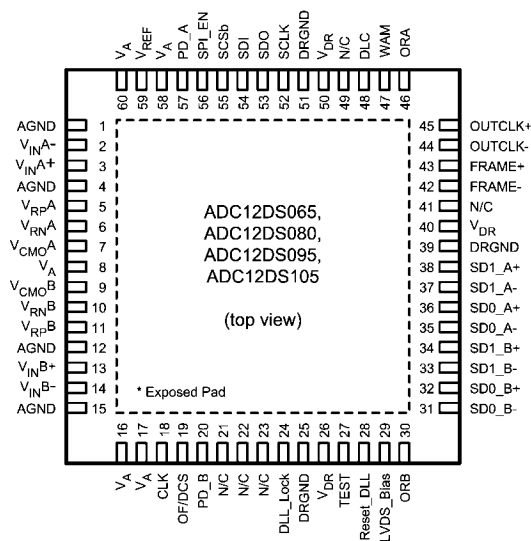 VA VREF VA PD_A SPI_EN SCSb SDI SDO SCLK DRGND VDR N/C DLC WAM ORA
60 59 58 57 56 55 54 53 52 51 50 49 48 47 46
AGND 1
VINA- 2
VINA+ 3
AGND 4
VRPA 5
VRNA 6
VCMOA 7
VA 8
VCMOB 9
VRNB 10
VRPB 11
AGND 12
VINB+ 13
VINB- 14
AGND 15
ADC12DS065,
ADC12DS080,
ADC12DS095,
ADC12DS105
(top view)
* Exposed Pad
45 OUTCLK+
44 OUTCLK-
43 FRAME+
42 FRAME-
41 N/C
40 VDR
39 DRGND
38 SD1_A+
37 SD1_A-
36 SD0_A+
35 SD0_A-
34 SD1_B+
33 SD1_B-
32 SD0_B+
31 SD0_B-
16 17 18 19 20 21 22 23 24 25 26 27 28 29 30
VA VA CLK OF/DCS PD_B N/C N/C N/C DLL_Lock DRGND VDR TEST Reset_DLL LVDS_Bias ORB